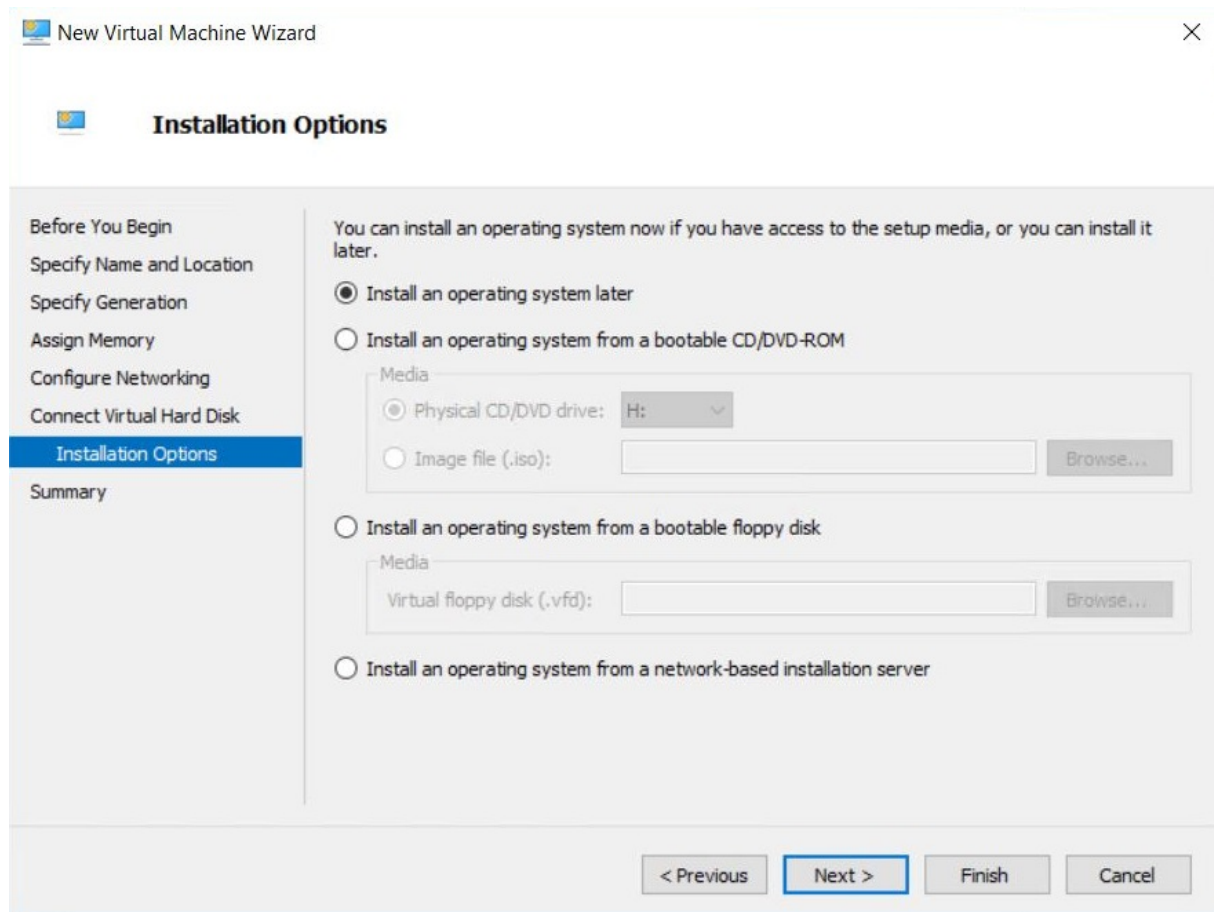 New Virtual Machine Wizard
Installation Options
Before You Begin
Specify Name and Location
Specify Generation
Assign Memory
Configure Networking
Connect Virtual Hard Disk
Installation Options
Summary
You can install an operating system now if you have access to the setup media, or you can install it
later.
Install an operating system later
Install an operating system from a bootable CD/DVD-ROM
Media
Physical CD/DVD drive: H:
Image file (.iso): Browse...
Install an operating system from a bootable floppy disk
Media
Virtual floppy disk (.vfd): Browse...
Install an operating system from a network-based installation server
< Previous Next > Finish Cancel